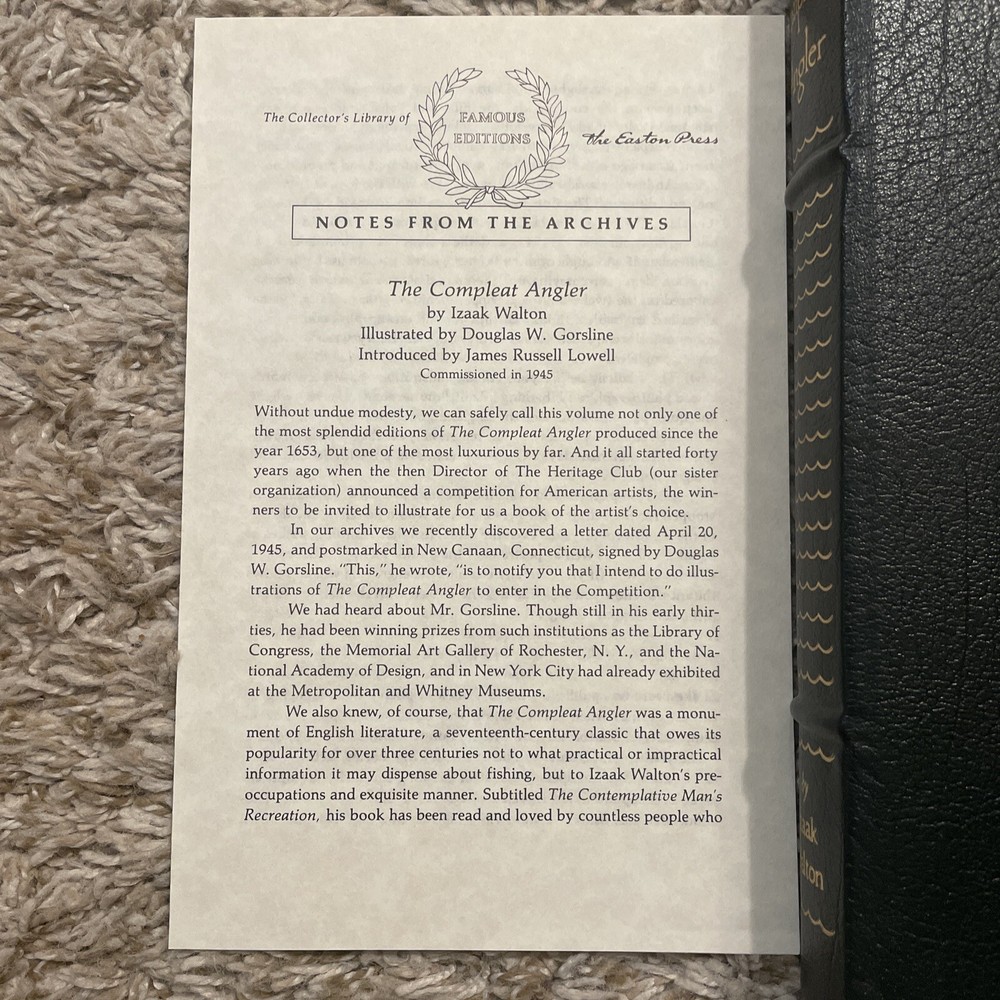 The Collector's Library of
FAMOUS
EDITIONS
The Easton Press
NOTES FROM THE ARCHIVES
The Compleat Angler
by Izaak Walton
Illustrated by Douglas W. Gorsline
Introduced by James Russell Lowell
Commissioned in 1945
Without undue modesty, we can safely call this volume not only one of
the most splendid editions of The Compleat Angler produced since the
year 1653, but one of the most luxurious by far. And it all started forty
years ago when the then Director of The Heritage Club (our sister
organization) announced a competition for American artists, the win-
ners to be invited to illustrate for us a book of the artist's choice.
In our archives we recently discovered a letter dated April 20,
1945, and postmarked in New Canaan, Connecticut, signed by Douglas
W. Gorsline. "This," he wrote, "is to notify you that I intend to do illus-
trations of The Compleat Angler to enter in the Competition."
We had heard about Mr. Gorsline. Though still in his early thir-
ties, he had been winning prizes from such institutions as the Library of
Congress, the Memorial Art Gallery of Rochester, N. Y., and the Na-
tional Academy of Design, and in New York City had already exhibited
at the Metropolitan and Whitney Museums.
We also knew, of course, that The Compleat Angler was a monu-
ment of English literature, a seventeenth-century classic that owes its
popularity for over three centuries not to what practical or impractical
information it may dispense about fishing, but to Izaak Walton's pre-
occupations and exquisite manner. Subtitled The Contemplative Man's
Recreation, his book has been read and loved by countless people who